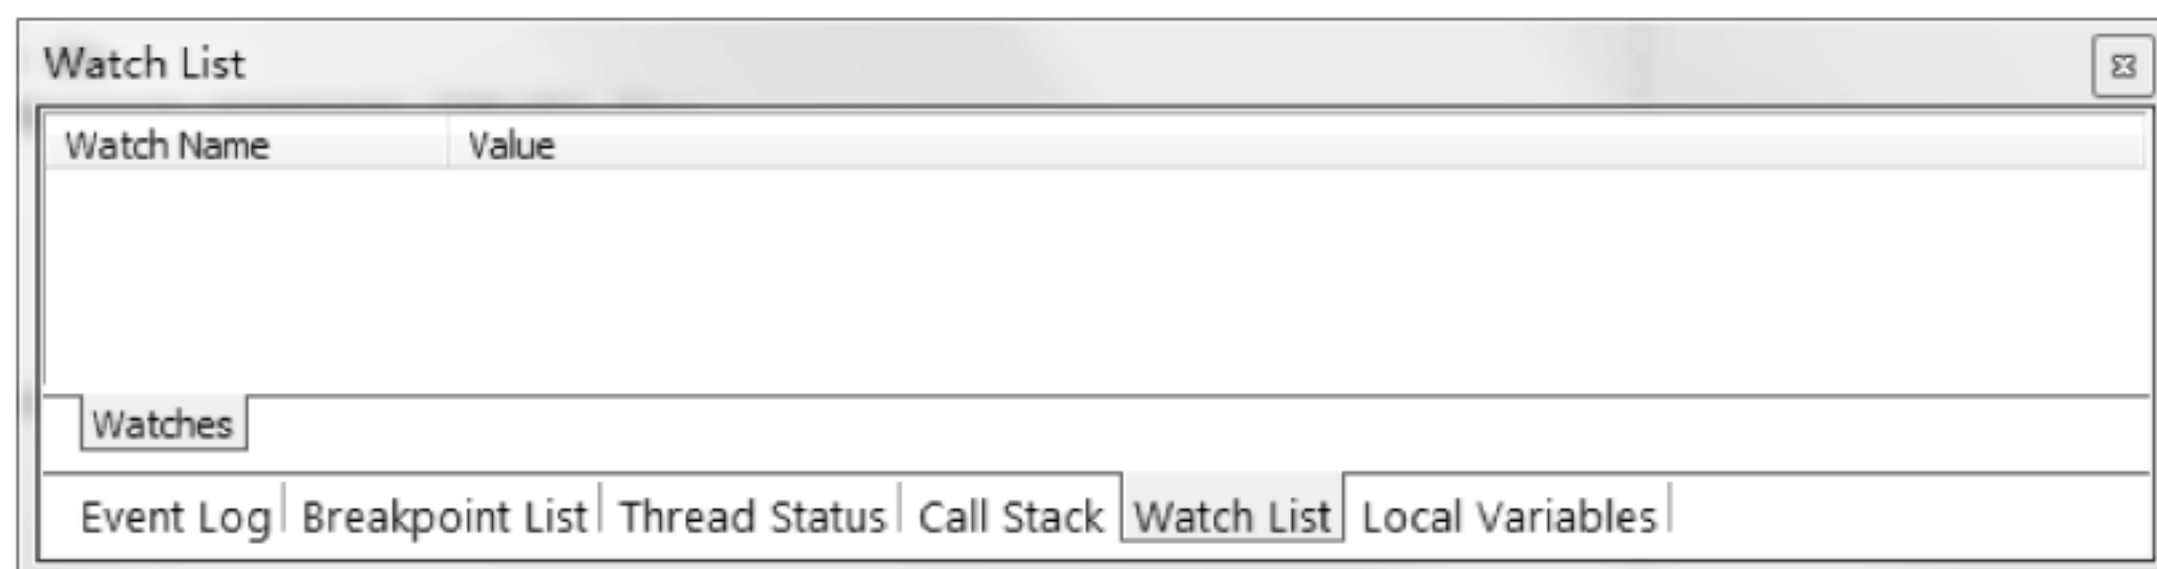 Watch List
Watch Name Value
Watches
Event Log Breakpoint List Thread Status Call Stack Watch List Local Variables